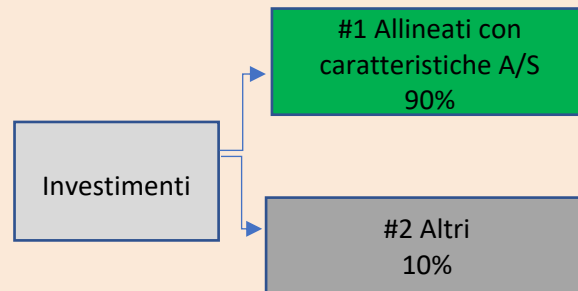 #1 Allineati con
caratteristiche A/S
90%
Investimenti
#2 Altri
10%